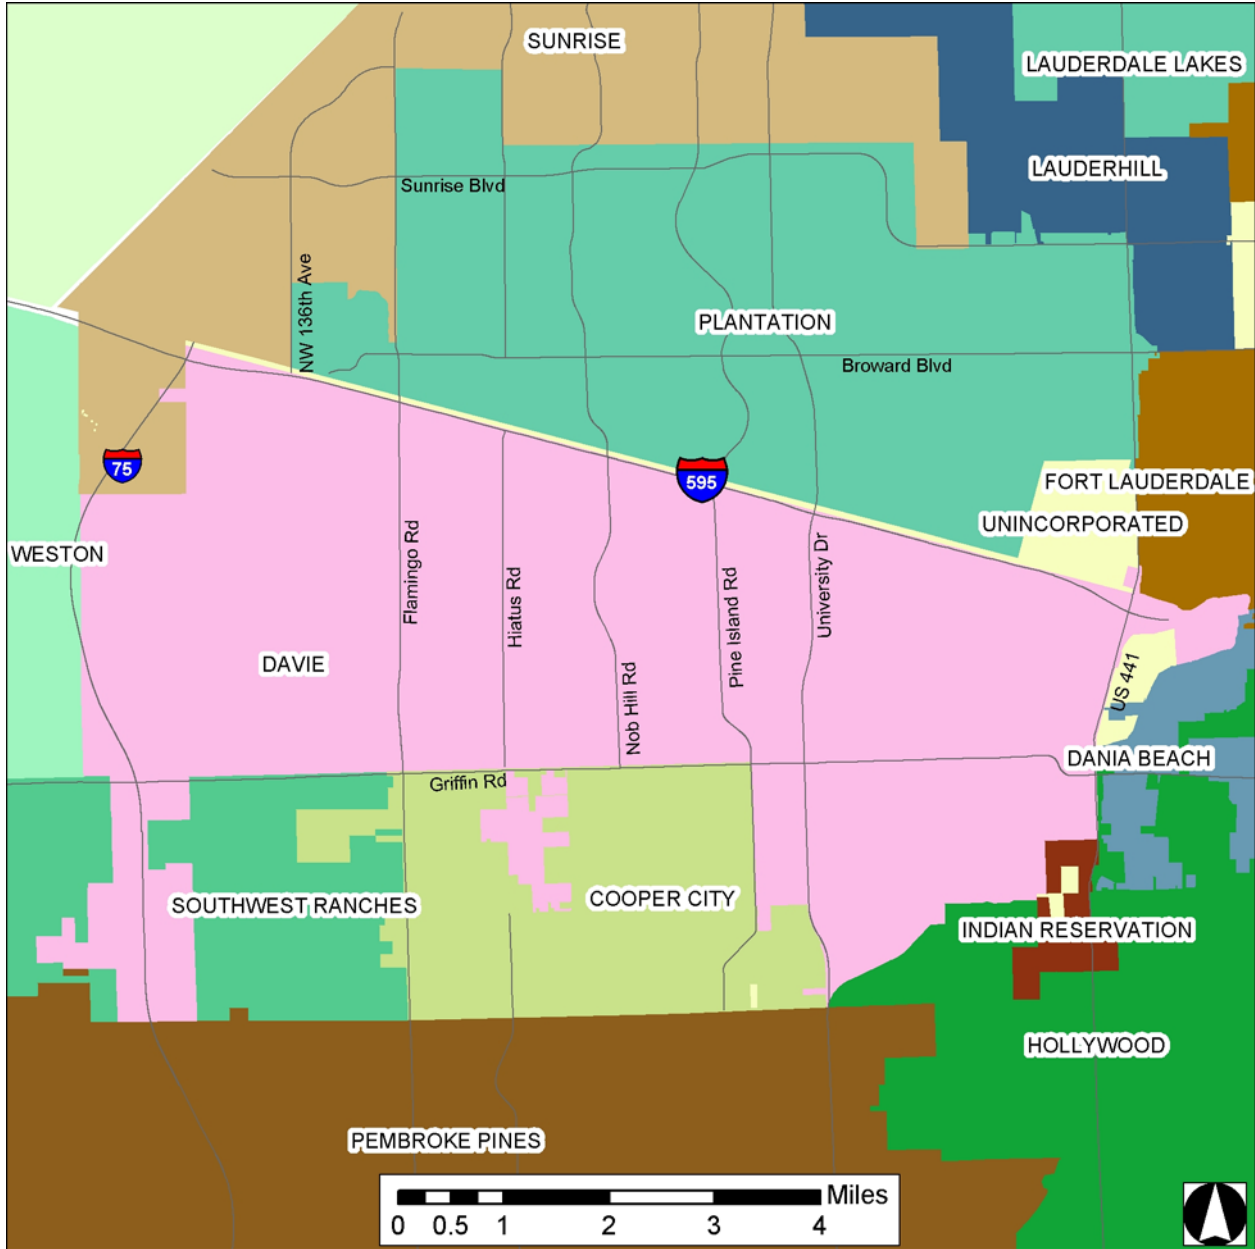 SUNRISE
LAUDERDALE LAKES
LAUDERHILL
Sunrise Blvd
NW 136th Ave
PLANTATION
Broward Blvd
75
595
FORT LAUDERDALE
UNINCORPORATED
WESTON
Flamingo Rd
Hiatus Rd
Nob Hill Rd
Pine Island Rd
University Dr
DAVIE
US 441
DANIA BEACH
Griffin Rd
COOPER CITY
SOUTHWEST RANCHES
INDIAN RESERVATION
HOLLYWOOD
PEMBROKE PINES
Miles
0 0.5 1 2 3 4